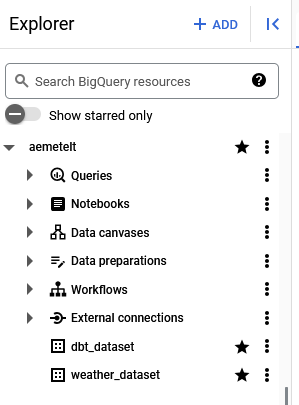 Explorer
+ ADD
Search BigQuery resources
Show starred only
aemetelt
Queries
Notebooks
Data canvases
Data preparations
Workflows
External connections
dbt_dataset
weather_dataset